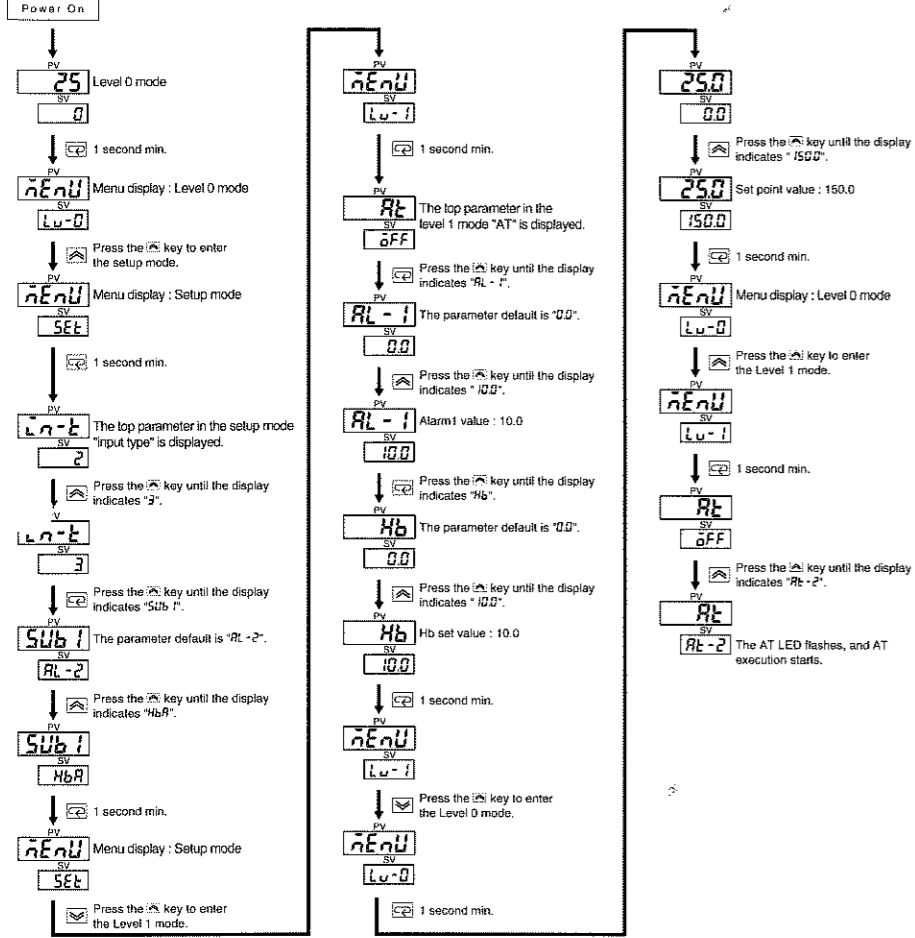 Power On
PV
25 Level 0 mode
SV
0
1 second min.
PV
mEnU Menu display : Level 0 mode
SV
Lu-0
Press the key to enter
the setup mode.
PV
mEnU Menu display : Setup mode
SV
SEt
1 second min.
PV
in-t The top parameter in the setup mode
"input type" is displayed.
SV
2
Press the key until the display
indicates "3".
V
in-t
SV
3
Press the key until the display
indicates "SUb 1".
PV
SUb 1 The parameter default is "AL-2".
SV
AL-2
Press the key until the display
indicates "HbA".
PV
SUb 1
SV
HbA
1 second min.
PV
mEnU Menu display : Setup mode
SV
SEt
Press the key to enter
the Level 1 mode.
PV
mEnU
SV
Lu-1
1 second min.
PV
At The top parameter in the
level 1 mode "AT" is displayed.
SV
oFF
Press the key until the display
indicates "AL-1".
PV
AL-1 The parameter default is "0.0".
SV
0.0
Press the key until the display
indicates "10.0".
PV
AL-1 Alarm1 value : 10.0
SV
10.0
Press the key until the display
indicates "Hb".
PV
Hb The parameter default is "0.0".
SV
0.0
Press the key until the display
indicates "10.0".
PV
Hb Hb set value : 10.0
SV
10.0
1 second min.
PV
mEnU
SV
Lu-1
Press the key to enter
the Level 0 mode.
PV
mEnU
SV
Lu-0
1 second min.
PV
25.0
SV
0.0
Press the key until the display
indicates "150.0".
PV
25.0 Set point value : 150.0
SV
150.0
1 second min.
PV
mEnU Menu display : Level 0 mode
SV
Lu-0
Press the key to enter
the Level 1 mode.
PV
mEnU
SV
Lu-1
1 second min.
PV
At
SV
oFF
Press the key until the display
indicates "At-2".
PV
At
SV
At-2 The AT LED flashes, and AT
execution starts.